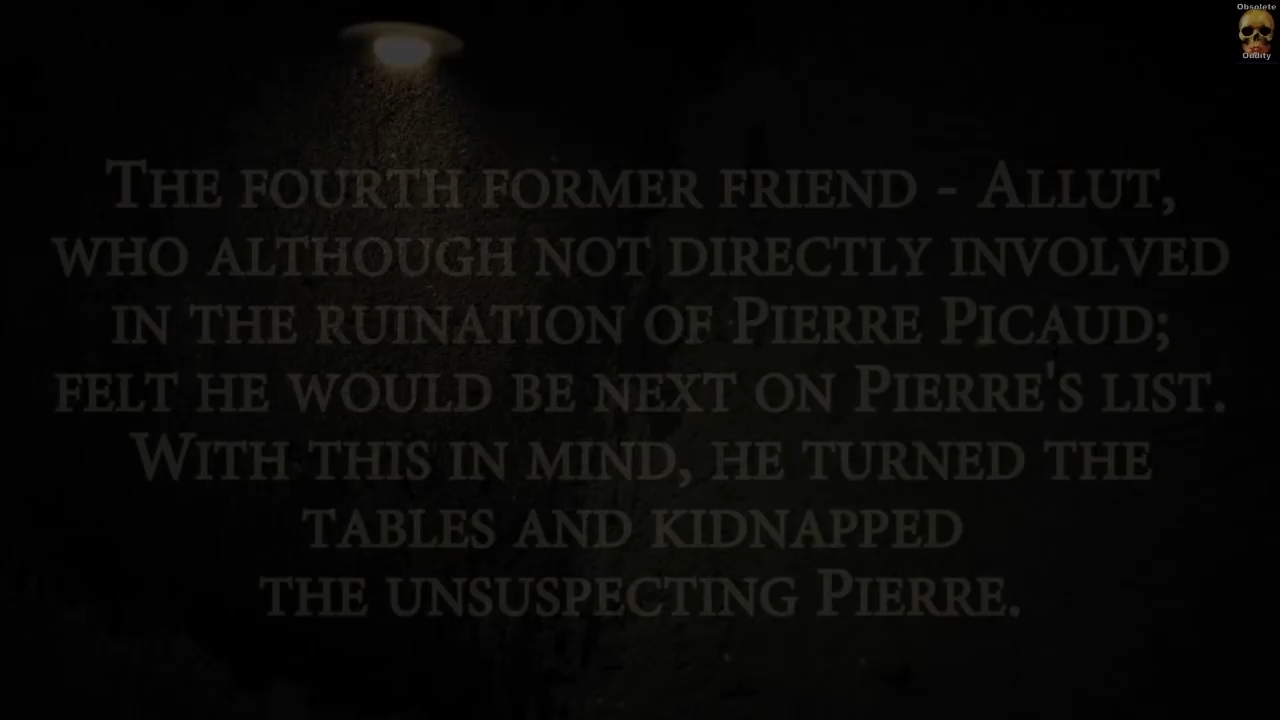 Obsolete
Oddity
The fourth former friend - Allut,
who although not directly involved
in the ruination of Pierre Picaud;
felt he would be next on Pierre's list.
With this in mind, he turned the
tables and kidnapped
the unsuspecting Pierre.